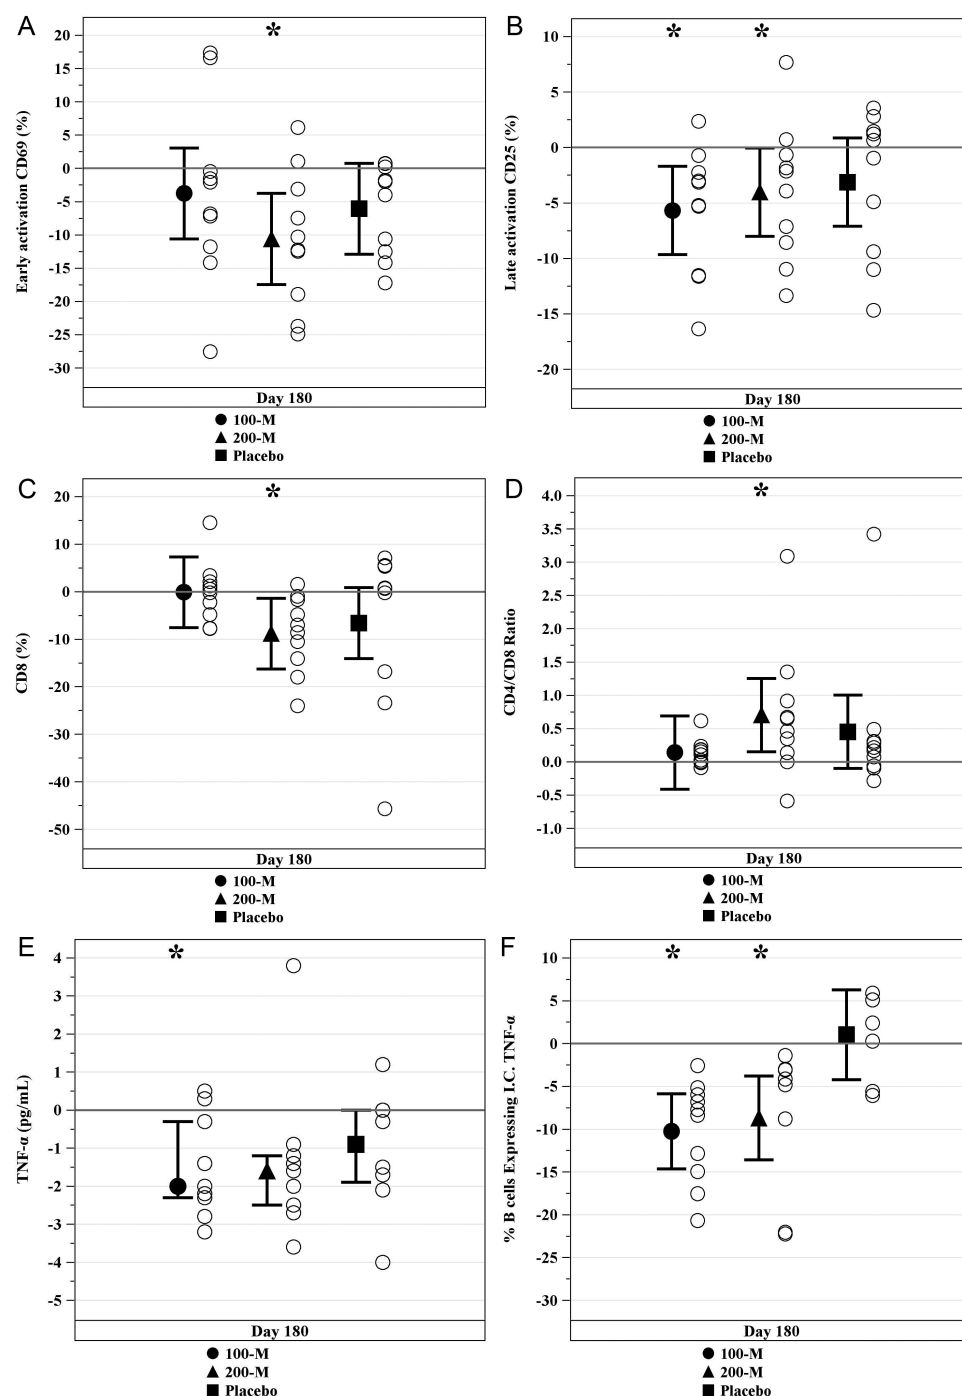 A
*
Early activation CD69 (%)
20
15
10
5
0
-5
-10
-15
-20
-25
-30
Day 180
100-M
200-M
Placebo
B
* *
Late activation CD25 (%)
10
5
0
-5
-10
-15
-20
Day 180
100-M
200-M
Placebo
C
*
CD8 (%)
20
10
0
-10
-20
-30
-40
-50
Day 180
100-M
200-M
Placebo
D
*
CD4/CD8 Ratio
4.0
3.5
3.0
2.5
2.0
1.5
1.0
0.5
0.0
-0.5
-1.0
Day 180
100-M
200-M
Placebo
E
*
TNF-α (pg/mL)
4
3
2
1
0
-1
-2
-3
-4
-5
Day 180
100-M
200-M
Placebo
F
* *
% B cells Expressing I.C. TNF-α
10
5
0
-5
-10
-15
-20
-25
-30
Day 180
100-M
200-M
Placebo